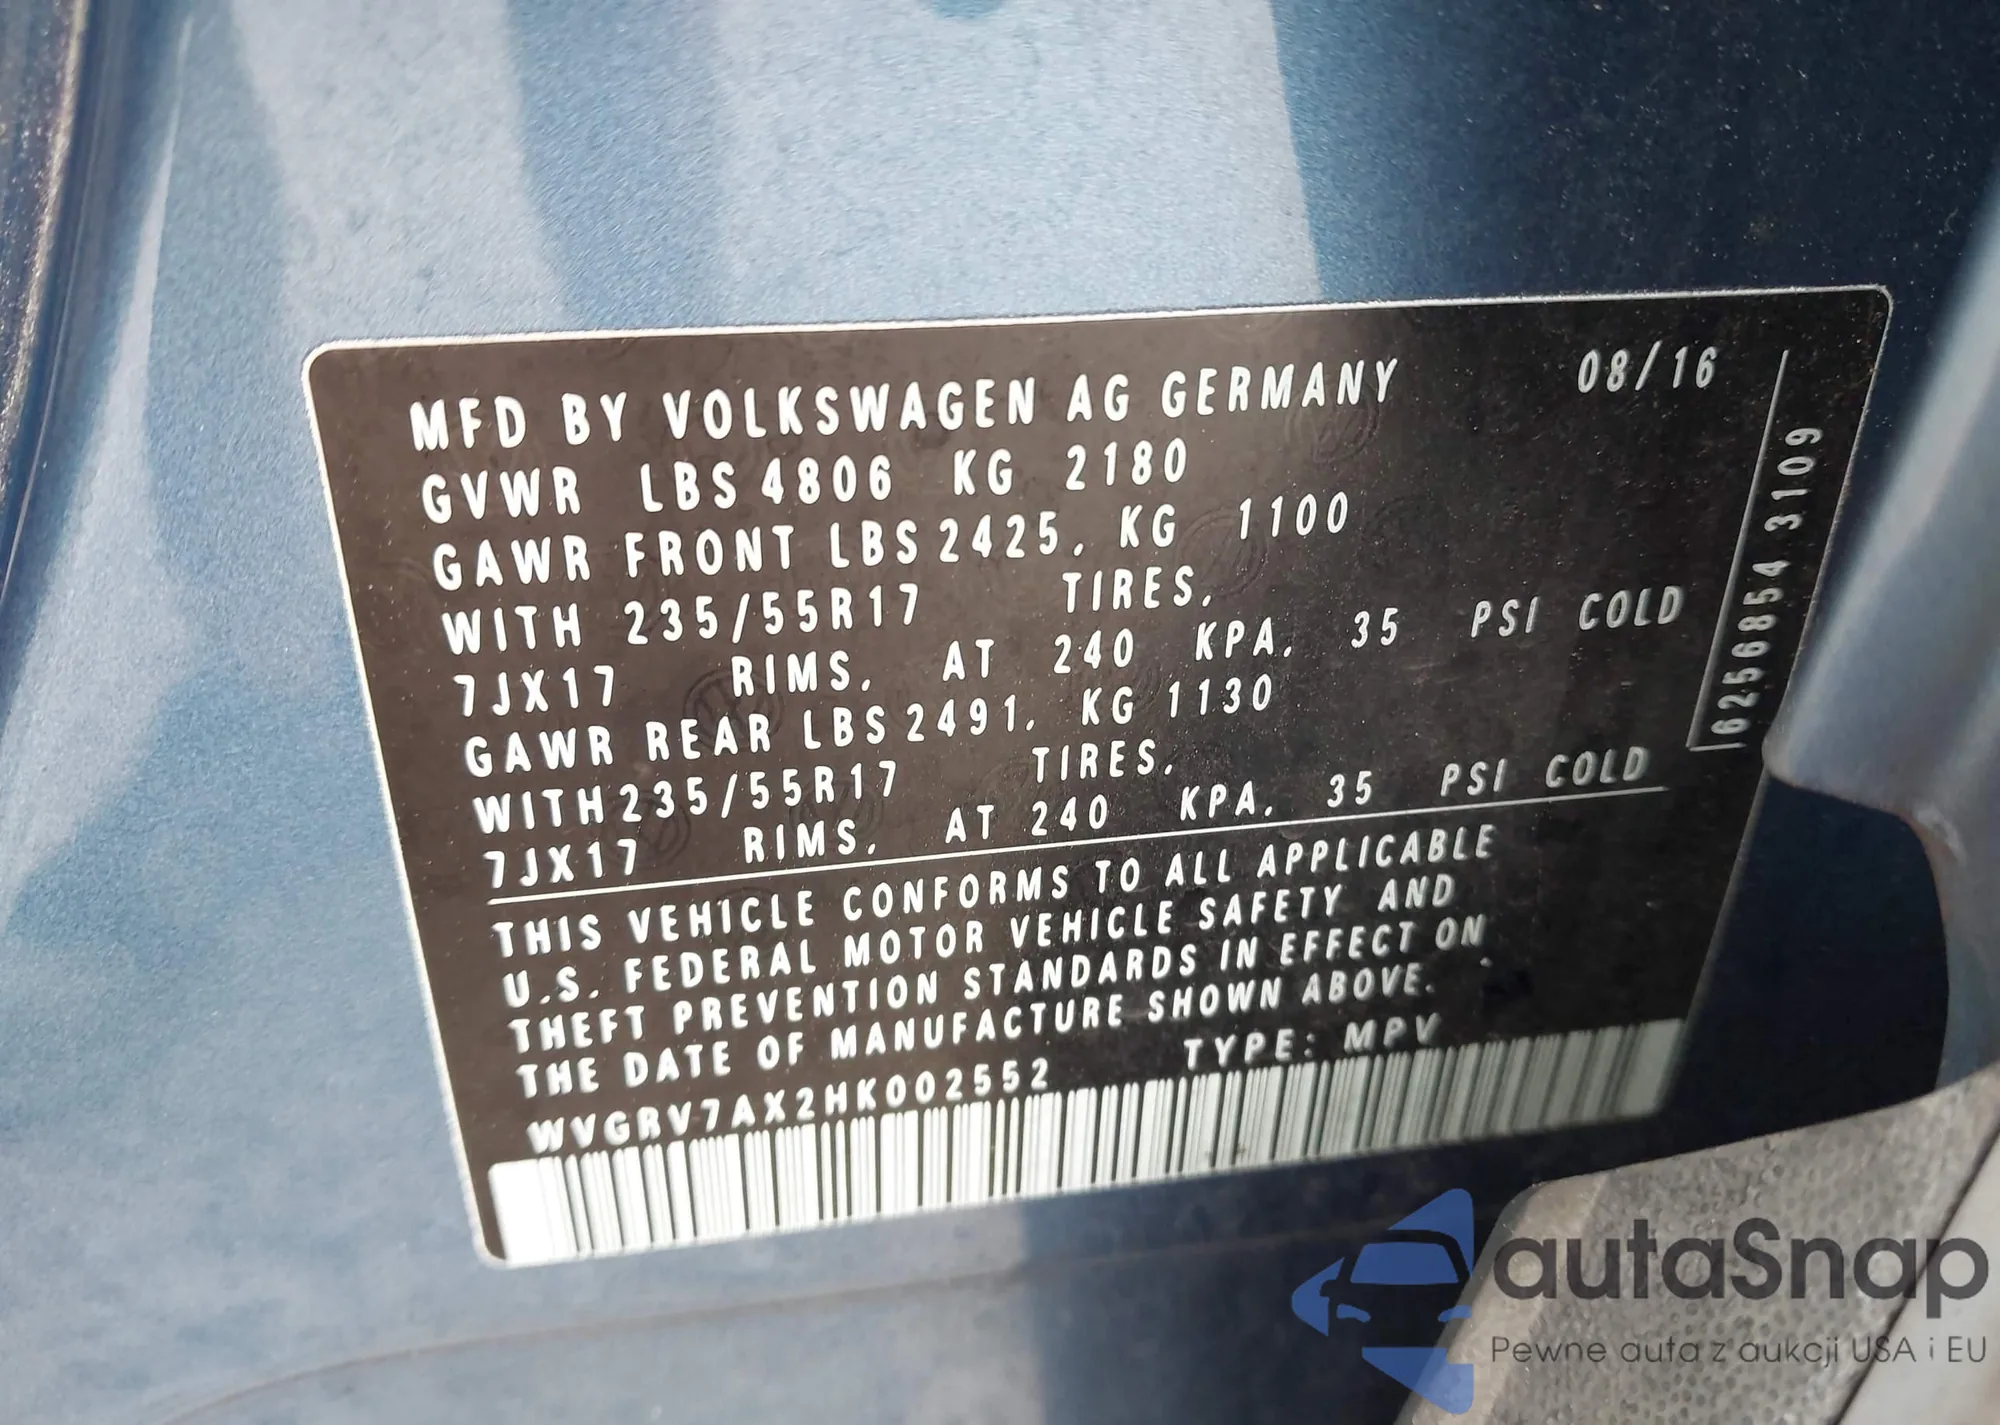 MFD BY VOLKSWAGEN AG GERMANY 08/16
GVWR LBS 4806 KG 2180
GAWR FRONT LBS 2425, KG 1100
WITH 235/55R17 TIRES,
7JX17 RIMS, AT 240 KPA, 35 PSI COLD
GAWR REAR LBS 2491, KG 1130
WITH 235/55R17 TIRES,
7JX17 RIMS, AT 240 KPA, 35 PSI COLD
THIS VEHICLE CONFORMS TO ALL APPLICABLE
U.S. FEDERAL MOTOR VEHICLE SAFETY AND
THEFT PREVENTION STANDARDS IN EFFECT ON
THE DATE OF MANUFACTURE SHOWN ABOVE.
WVGRV7AX2HK002552 TYPE: MPV
6256854 3109
autaSnap
Pewne auta z aukcji USA i EU